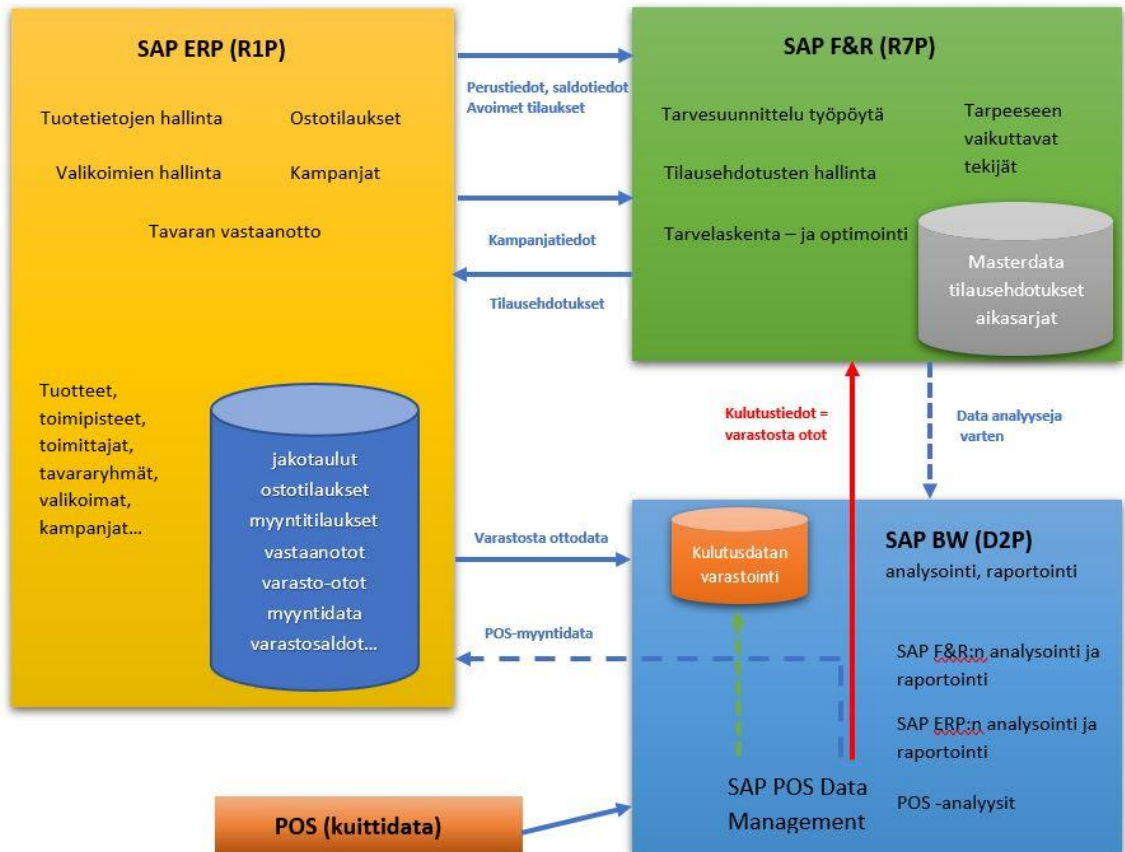 SAP ERP (R1P)
Tuotetietojen hallinta
Ostotilaukset
Valikoimien hallinta
Kampanjat
Tavaran vastaanotto
Tuotteet,
toimipisteet,
toimittajat,
tavararyhmät,
valikoimat,
kampanjat…
jakotaulut
ostotilaukset
myyntitilaukset
vastaanotot
varasto-otot
myyntidata
varastosaldot…
Perustiedot, saldotiedot
Avoimet tilaukset
Kampanjatiedot
Tilausehdotukset
SAP F&R (R7P)
Tarvesuunnittelu työpöytä
Tarpeeseen
vaikuttavat
tekijät
Tilausehdotusten hallinta
Tarvelaskenta – ja optimointi
Masterdata
tilausehdotukset
aikasarjat
Kulutustiedot =
varastosta otot
Data analyyseja
varten
Varastosta ottodata
POS-myyntidata
Kulutusdatan
varastointi
SAP BW (D2P)
analysointi, raportointi
SAP F&R:n analysointi ja
raportointi
SAP ERP:n analysointi ja
raportointi
SAP POS Data
Management
POS -analyysit
POS (kuittidata)